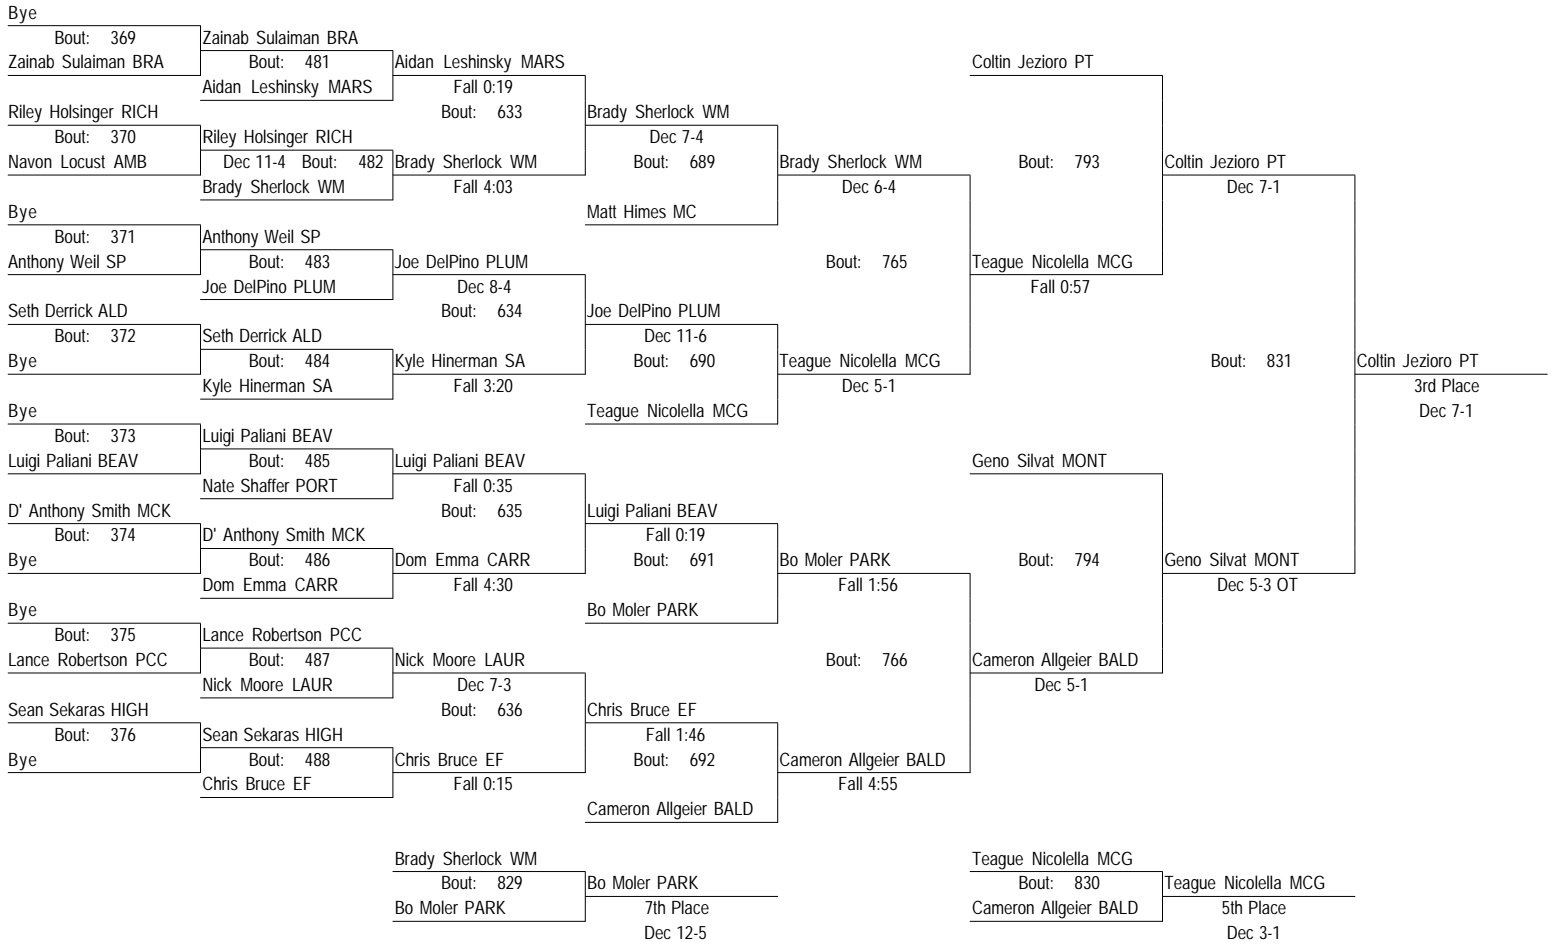 Bye
Bout: 369 Zainab Sulaiman BRA
Zainab Sulaiman BRA Bout: 481 Aidan Leshinsky MARS Coltin Jezioro PT
Aidan Leshinsky MARS Fall 0:19
Riley Holsinger RICH Bout: 633 Brady Sherlock WM
Bout: 370 Riley Holsinger RICH Dec 7-4
Navon Locust AMB Dec 11-4 Bout: 482 Brady Sherlock WM Bout: 689 Brady Sherlock WM Bout: 793 Coltin Jezioro PT
Brady Sherlock WM Fall 4:03 Dec 6-4 Dec 7-1
Bye Matt Himes MC
Bout: 371 Anthony Weil SP
Anthony Weil SP Bout: 483 Joe DelPino PLUM Bout: 765 Teague Nicolella MCG
Joe DelPino PLUM Dec 8-4 Fall 0:57
Seth Derrick ALD Bout: 634 Joe DelPino PLUM
Bout: 372 Seth Derrick ALD Dec 11-6
Bye Bout: 484 Kyle Hinerman SA Bout: 690 Teague Nicolella MCG Bout: 831 Coltin Jezioro PT
Kyle Hinerman SA Fall 3:20 Dec 5-1 3rd Place
Bye Teague Nicolella MCG Dec 7-1
Bout: 373 Luigi Paliani BEAV
Luigi Paliani BEAV Bout: 485 Luigi Paliani BEAV Geno Silvat MONT
Nate Shaffer PORT Fall 0:35
D' Anthony Smith MCK Bout: 635 Luigi Paliani BEAV
Bout: 374 D' Anthony Smith MCK Fall 0:19
Bye Bout: 486 Dom Emma CARR Bout: 691 Bo Moler PARK Bout: 794 Geno Silvat MONT
Dom Emma CARR Fall 4:30 Fall 1:56 Dec 5-3 OT
Bye Bo Moler PARK
Bout: 375 Lance Robertson PCC
Lance Robertson PCC Bout: 487 Nick Moore LAUR Bout: 766 Cameron Allgeier BALD
Nick Moore LAUR Dec 7-3 Dec 5-1
Sean Sekaras HIGH Bout: 636 Chris Bruce EF
Bout: 376 Sean Sekaras HIGH Fall 1:46
Bye Bout: 488 Chris Bruce EF Bout: 692 Cameron Allgeier BALD
Chris Bruce EF Fall 0:15 Fall 4:55
Cameron Allgeier BALD
Brady Sherlock WM Teague Nicolella MCG
Bout: 829 Bo Moler PARK Bout: 830 Teague Nicolella MCG
Bo Moler PARK 7th Place Cameron Allgeier BALD 5th Place
Dec 12-5 Dec 3-1